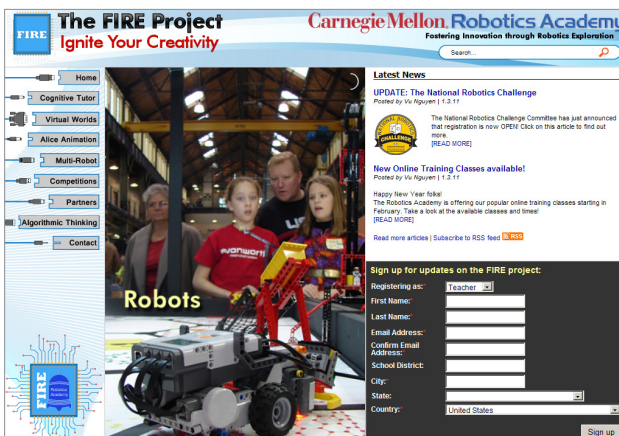 FIRE
The FIRE Project
Ignite Your Creativity
Carnegie Mellon Robotics Academy
Fostering Innovation through Robotics Exploration
Search...
Home
Cognitive Tutor
Virtual Worlds
Alice Animation
Multi-Robot
Competitions
Partners
Algorithmic Thinking
Contact
FIRE
Robotics
Academy
Robots
Latest News
UPDATE: The National Robotics Challenge
Posted by Vu Nguyen | 1.3.11
NATIONAL ROBOTICS
CHALLENGE
The National Robotics Challenge Committee has just announced
that registration is now OPEN! Click on this article to find out
more.
[READ MORE]
New Online Training Classes available!
Posted by Vu Nguyen | 1.3.11
Happy New Year folks!
The Robotics Academy is offering our popular online training classes starting in
February. Take a look at the available classes and times!
[READ MORE]
Read more articles | Subscribe to RSS feed RSS
Sign up for updates on the FIRE project:
Registering as:* Teacher
First Name:*
Last Name:*
Email Address:*
Confirm Email
Address:*
School District:
City:*
State:
Country:* United States
Sign up